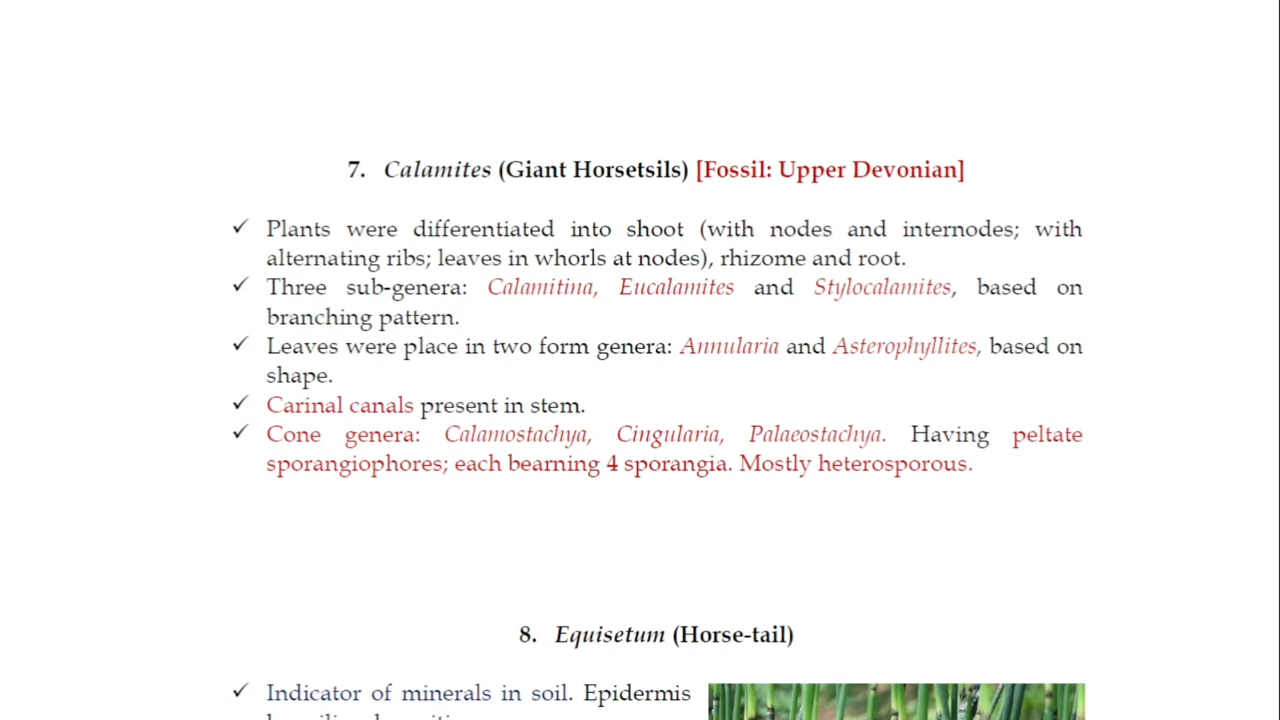 7. Calamites (Giant Horsetsils) [Fossil: Upper Devonian]
✓ Plants were differentiated into shoot (with nodes and internodes; with
alternating ribs; leaves in whorls at nodes), rhizome and root.
✓ Three sub-genera: Calamitina, Eucalamites and Stylocalamites, based on
branching pattern.
✓ Leaves were place in two form genera: Annularia and Asterophyllites, based on
shape.
✓ Carinal canals present in stem.
✓ Cone genera: Calamostachya, Cingularia, Palaeostachya. Having peltate
sporangiophores; each bearning 4 sporangia. Mostly heterosporous.
8. Equisetum (Horse-tail)
✓ Indicator of minerals in soil. Epidermis